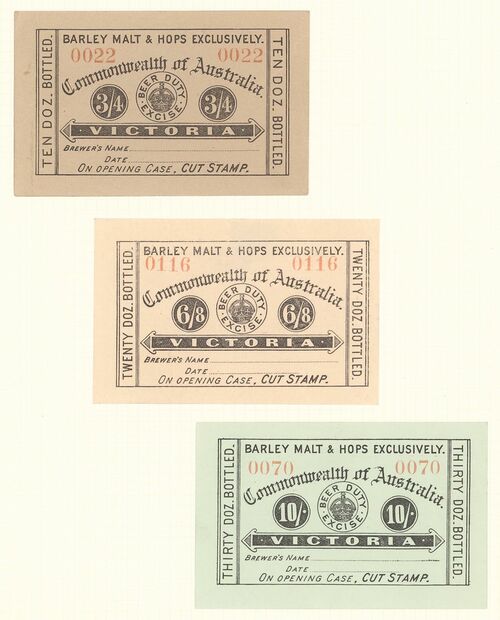 BARLEY MALT & HOPS EXCLUSIVELY.
0022 0022
Commonwealth of Australia.
3/4 BEER DUTY EXCISE 3/4
VICTORIA
BREWER'S NAME
DATE
ON OPENING CASE, CUT STAMP.
TEN DOZ. BOTTLED.
TEN DOZ. BOTTLED.
BARLEY MALT & HOPS EXCLUSIVELY.
0116 0116
Commonwealth of Australia.
6/8 BEER DUTY EXCISE 6/8
VICTORIA
BREWER'S NAME
DATE
ON OPENING CASE, CUT STAMP.
TWENTY DOZ. BOTTLED.
TWENTY DOZ. BOTTLED.
BARLEY MALT & HOPS EXCLUSIVELY.
0070 0070
Commonwealth of Australia.
10/- BEER DUTY EXCISE 10/-
VICTORIA
BREWER'S NAME
DATE
ON OPENING CASE, CUT STAMP.
THIRTY DOZ. BOTTLED.
THIRTY DOZ. BOTTLED.